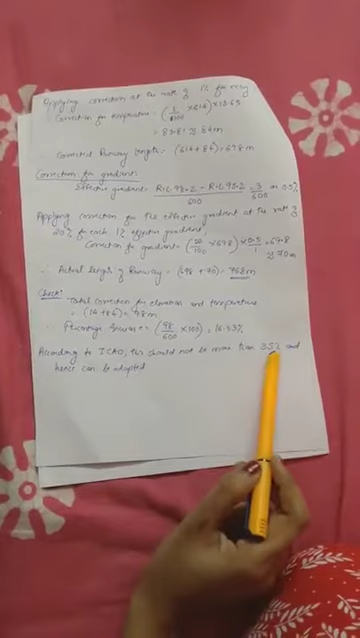 Applying correction at the rate of 1% for every
Correction for temperature = (1/100 × 614) × 13.65
= 83.81 ≈ 84m
∴ Corrected Runway length = (614 + 84) = 698 m
Correction for gradient:
Effective gradient = R.L 95.2 - R.L 92.2 / 600 = 3/600 or 0.5%
Applying correction for the effective gradient at the rate of
20% for each 1% effective gradient,
Correction for gradient = (20/100 × 698) × 0.5/1 = 69.8
≈ 70m
∴ Actual length of Runway = (698 + 70) = 768m
Check:
Total correction for elevation and temperature
= (14 + 84) = 98m
∴ Percentage Increase = (98/600 × 100) = 16.33%
According to ICAO, this should not be more than 35% and
hence can be adopted